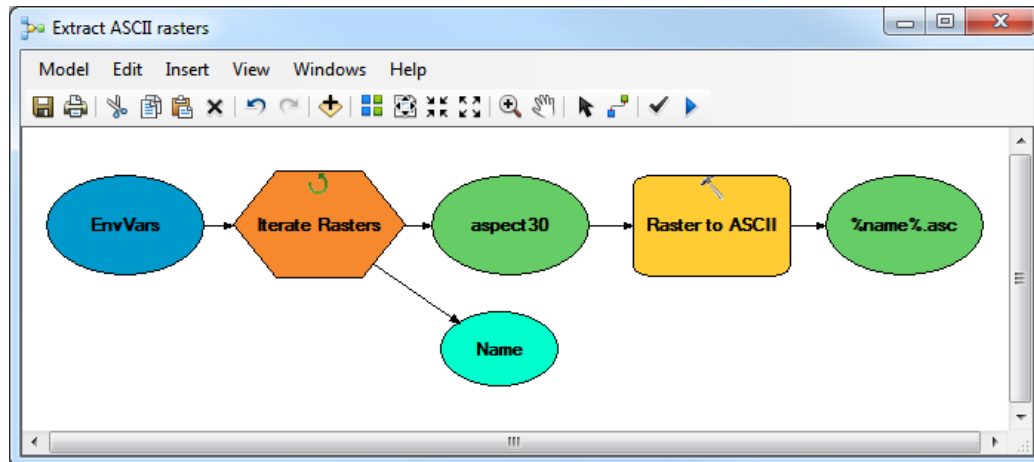 Extract ASCII rasters
Model Edit Insert View Windows Help
EnvVars
Iterate Rasters
aspect30
Raster to ASCII
%name%.asc
Name